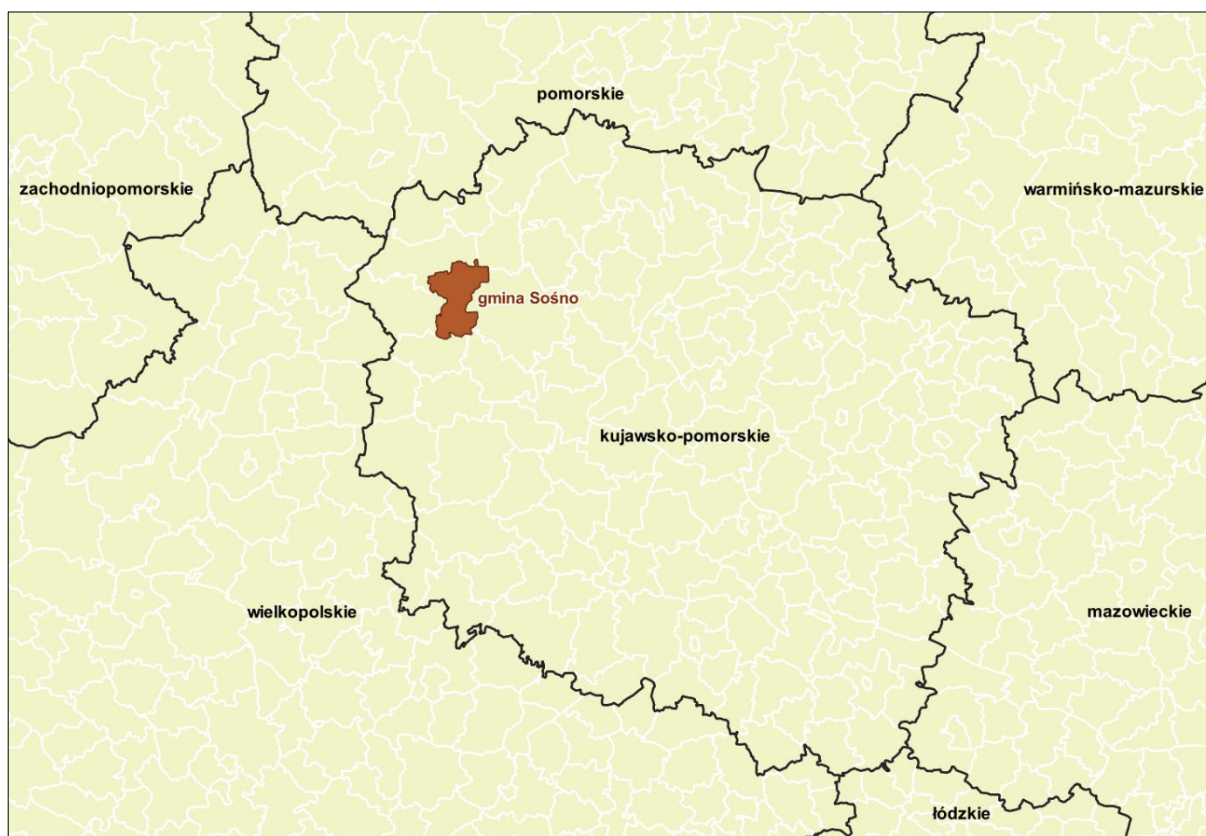 pomorskie
zachodniopomorskie
warmińsko-mazurskie
gmina Sośno
kujawsko-pomorskie
wielkopolskie
mazowieckie
łódzkie